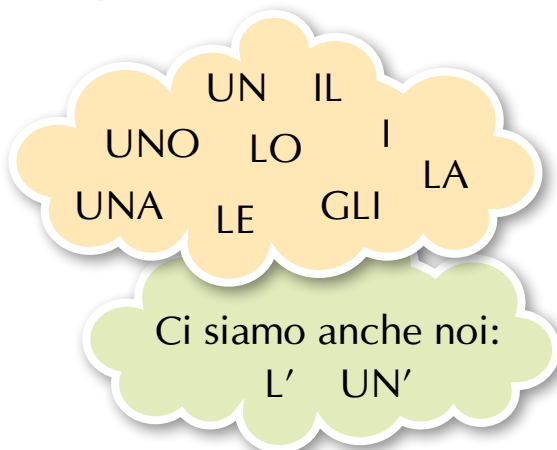 UN IL
UNO LO I
LA
UNA LE GLI
Ci siamo anche noi:
L’ UN’